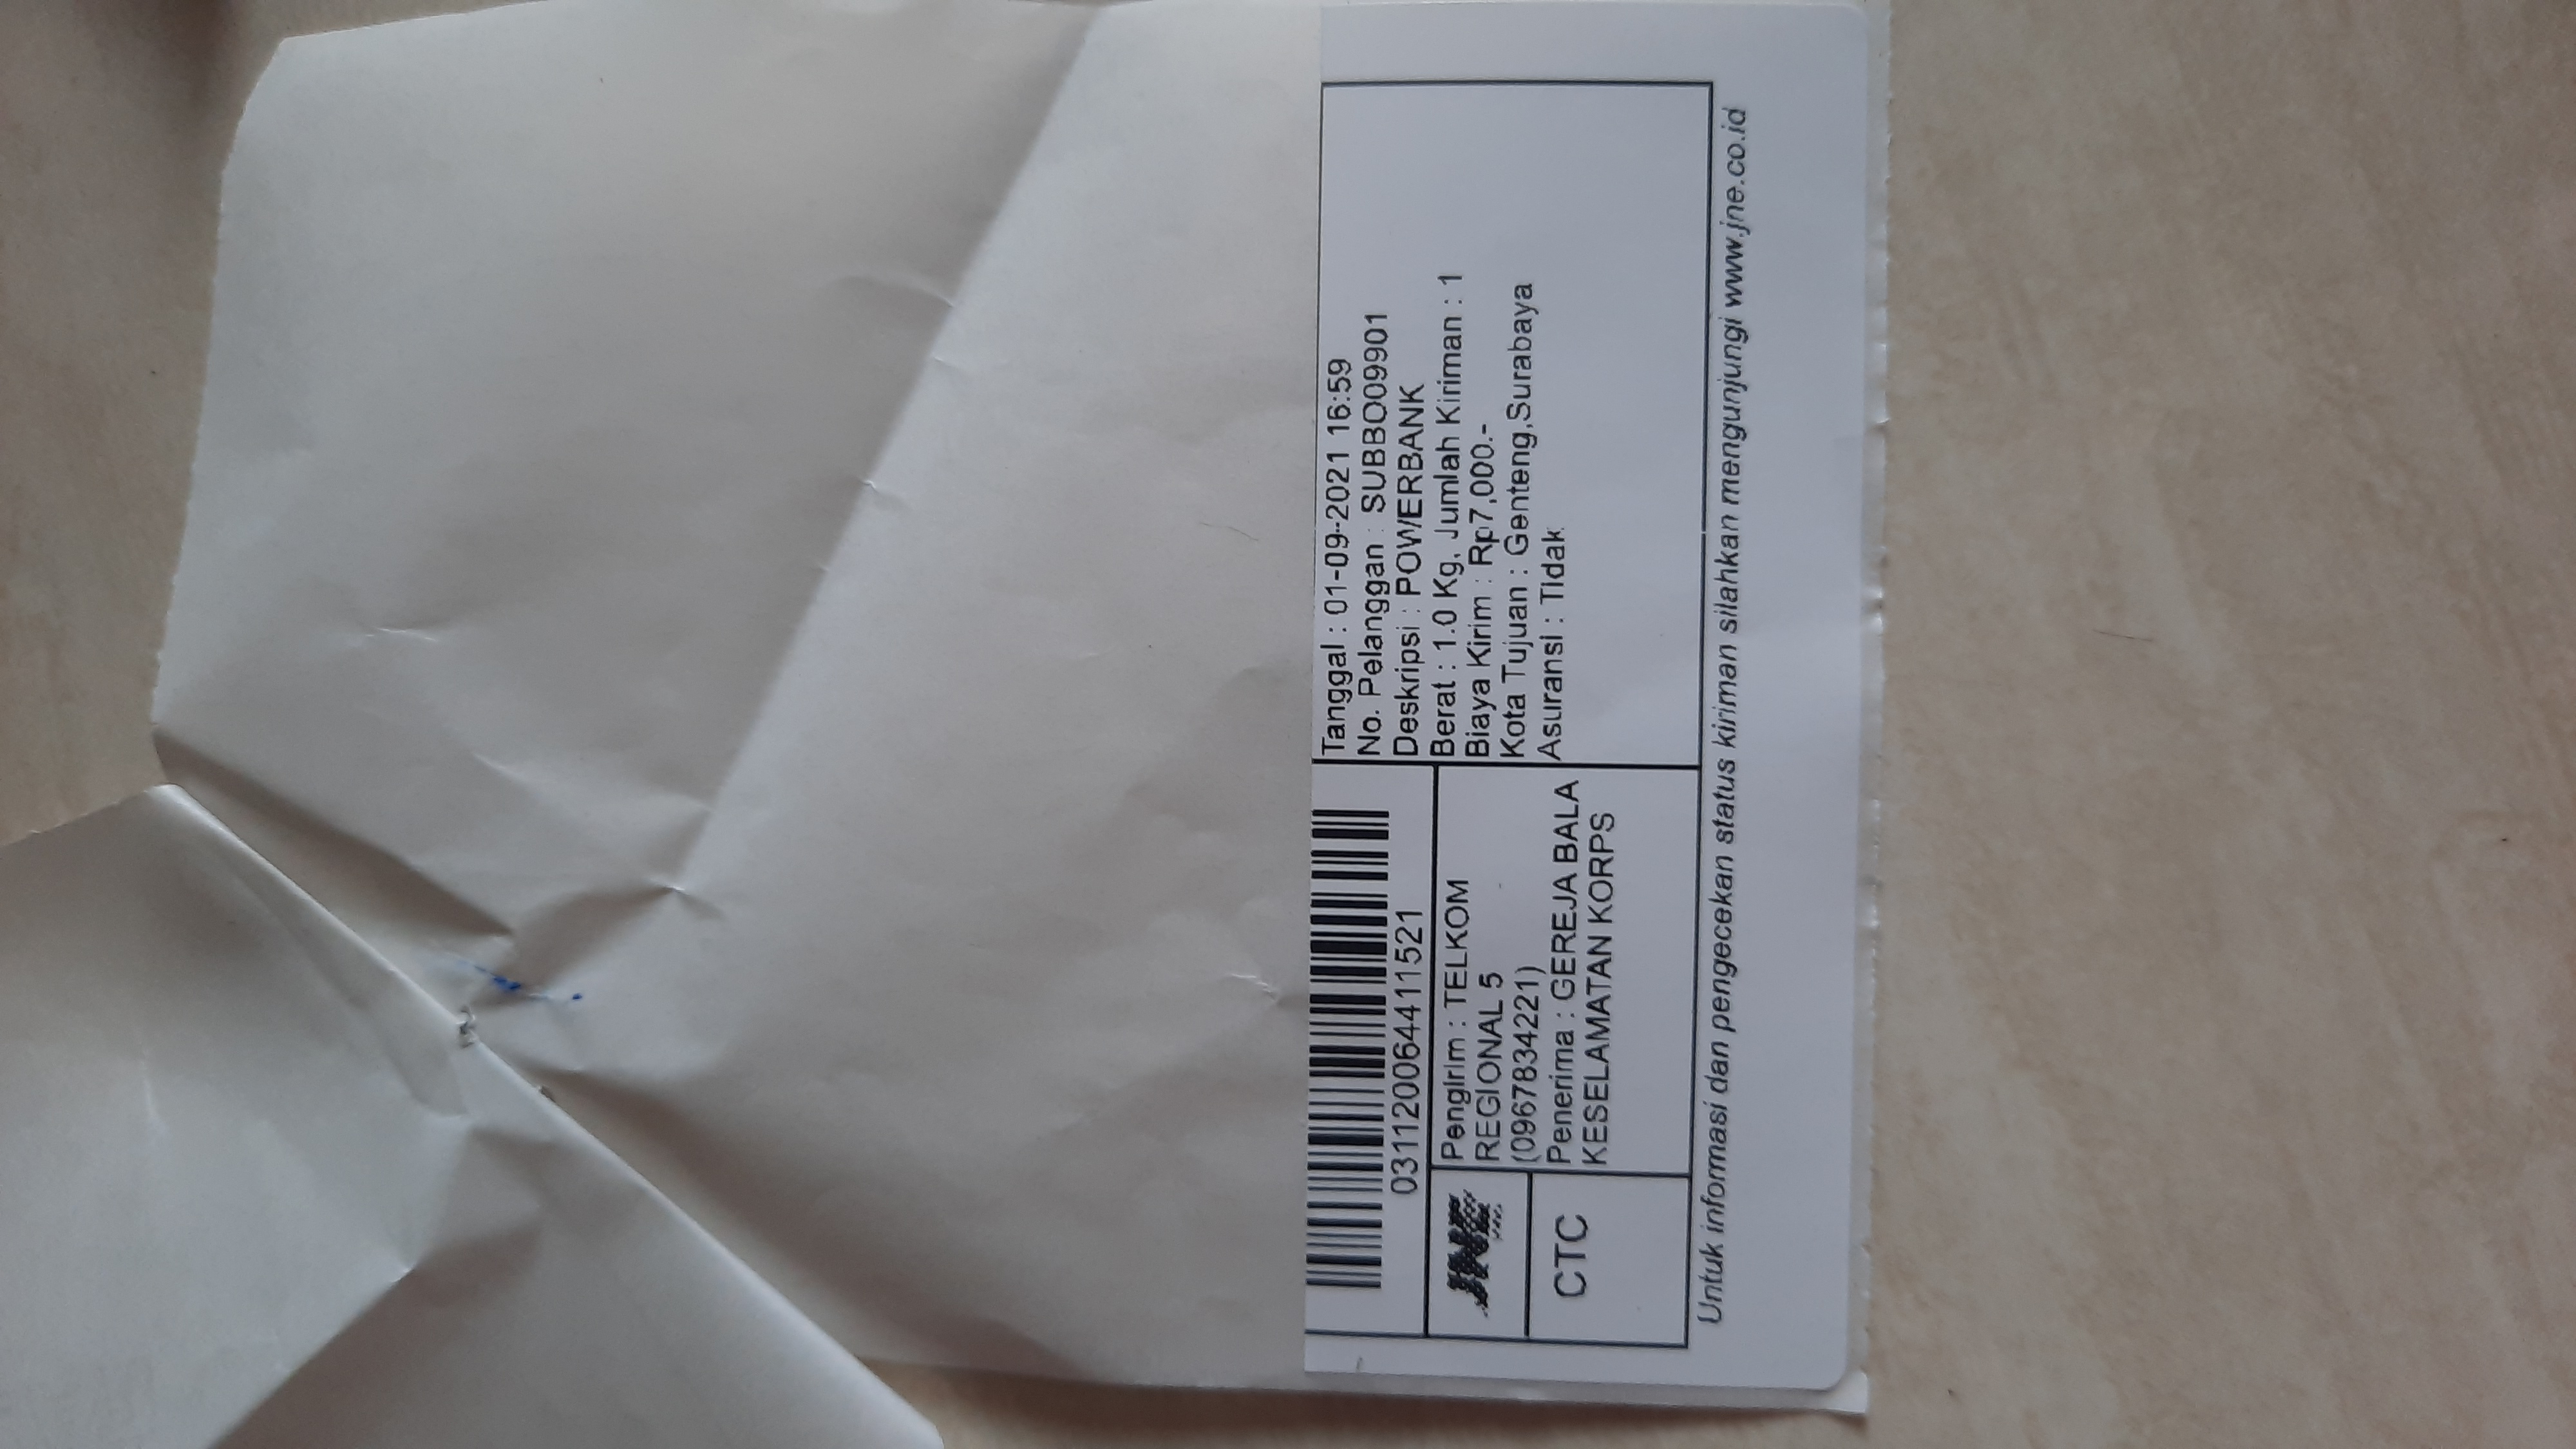 031120064411521
JNE
CTC
Pengirim : TELKOM
REGIONAL 5
(0967834221)
Penerima : GEREJA BALA
KESELAMATAN KORPS
Tanggal : 01-09-2021 16:59
No. Pelanggan : SUBBO09901
Deskripsi : POWERBANK
Berat : 1.0 Kg, Jumlah Kiriman : 1
Biaya Kirim : Rp7,000.-
Kota Tujuan : Genteng,Surabaya
Asuransi : Tidak
Untuk informasi dan pengecekan status kiriman silahkan mengunjungi www.jne.co.id